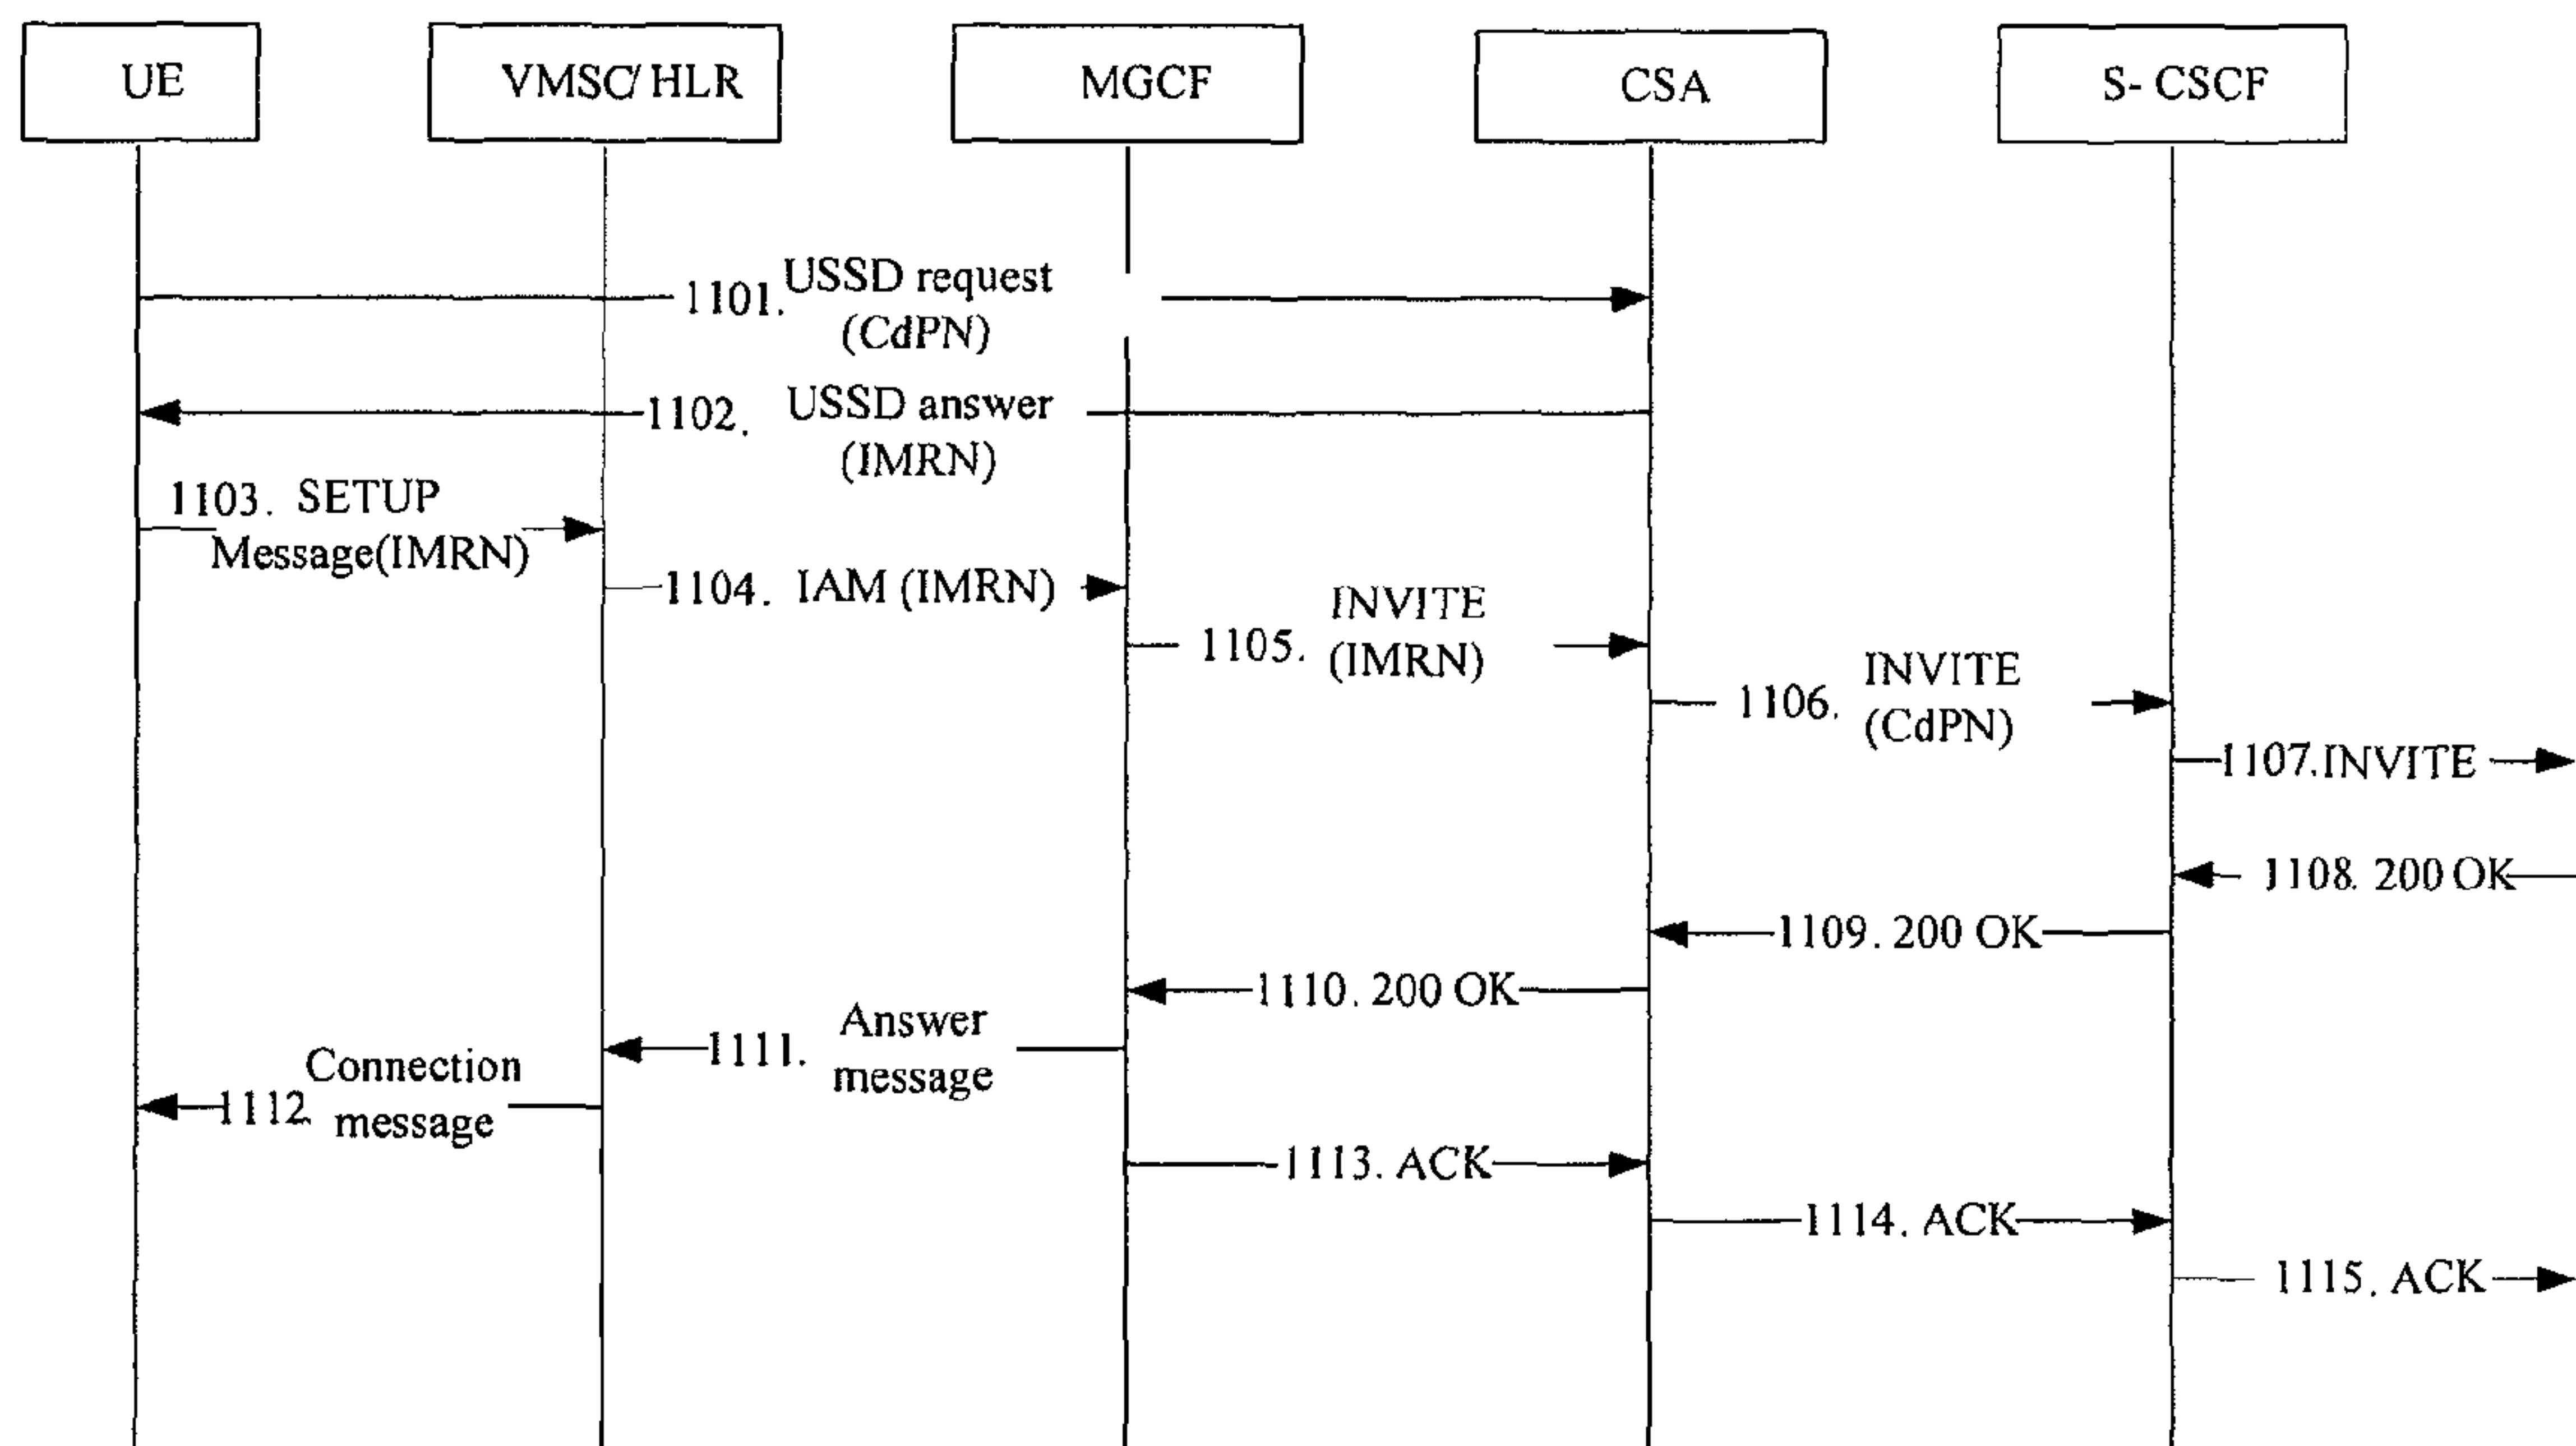 UE
VMSC/ HLR
MGCF
CSA
S- CSCF
1101. USSD request
(CdPN)
1102. USSD answer
(IMRN)
1103. SETUP
Message(IMRN)
1104. IAM (IMRN)
1105. INVITE
(IMRN)
1106. INVITE
(CdPN)
1107.INVITE
1108. 200 OK
1109. 200 OK
1110. 200 OK
1111. Answer
message
1112. Connection
message
1113. ACK
1114. ACK
1115. ACK